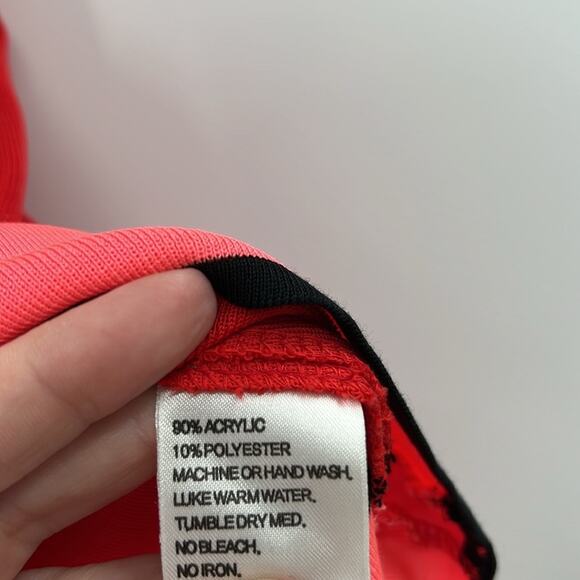 90% ACRYLIC
10% POLYESTER
MACHINE OR HAND WASH,
LUKE WARM WATER,
TUMBLE DRY MED,
NO BLEACH,
NO IRON,